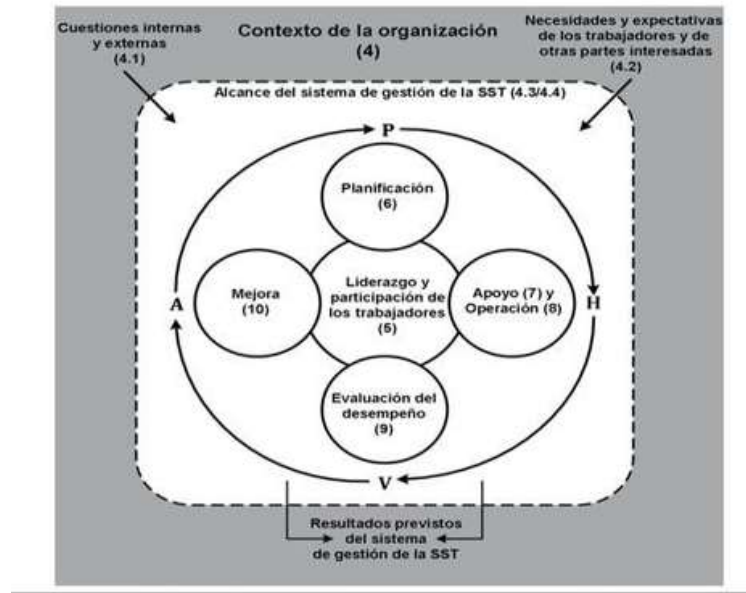 Cuestiones internas
y externas
(4.1)
Contexto de la organización
(4)
Necesidades y expectativas
de los trabajadores y de
otras partes interesadas
(4.2)
Alcance del sistema de gestión de la SST (4.3/4.4)
P
Planificación
(6)
A
Mejora
(10)
Liderazgo y
participación de
los trabajadores
(5)
Apoyo (7) y
Operación (8)
H
Evaluación del
desempeño
(9)
V
Resultados previstos
del sistema
de gestión de la SST